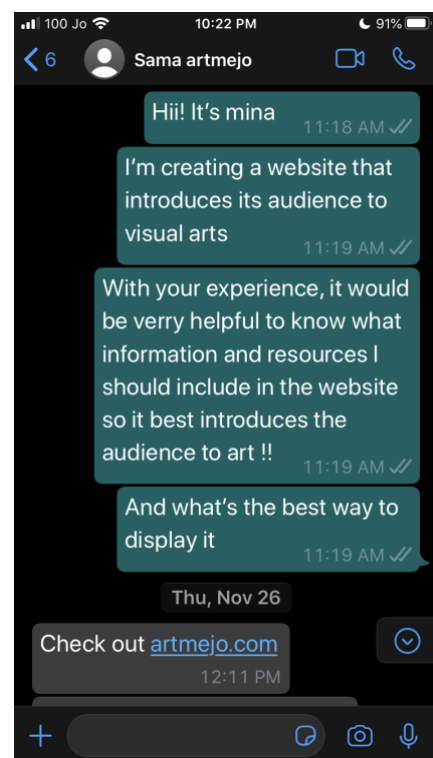 100 Jo 10:22 PM 91%
6 Sama artmejo
Hii! It's mina
11:18 AM
I'm creating a website that
introduces its audience to
visual arts
11:19 AM
With your experience, it would
be verry helpful to know what
information and resources I
should include in the website
so it best introduces the
audience to art !!
11:19 AM
And what's the best way to
display it
11:19 AM
Thu, Nov 26
Check out artmejo.com
12:11 PM